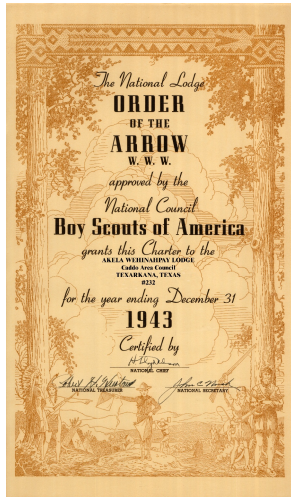 The National Lodge
ORDER
OF THE
ARROW
W. W. W.
approved by the
National Council
Boy Scouts of America
grants this Charter to the
AKELA WEHINAHPAY LODGE
Caddo Area Council
TEXARKANA, TEXAS
#232
for the year ending December 31
1943
Certified by
NATIONAL CHIEF
NATIONAL TREASURER
NATIONAL SECRETARY